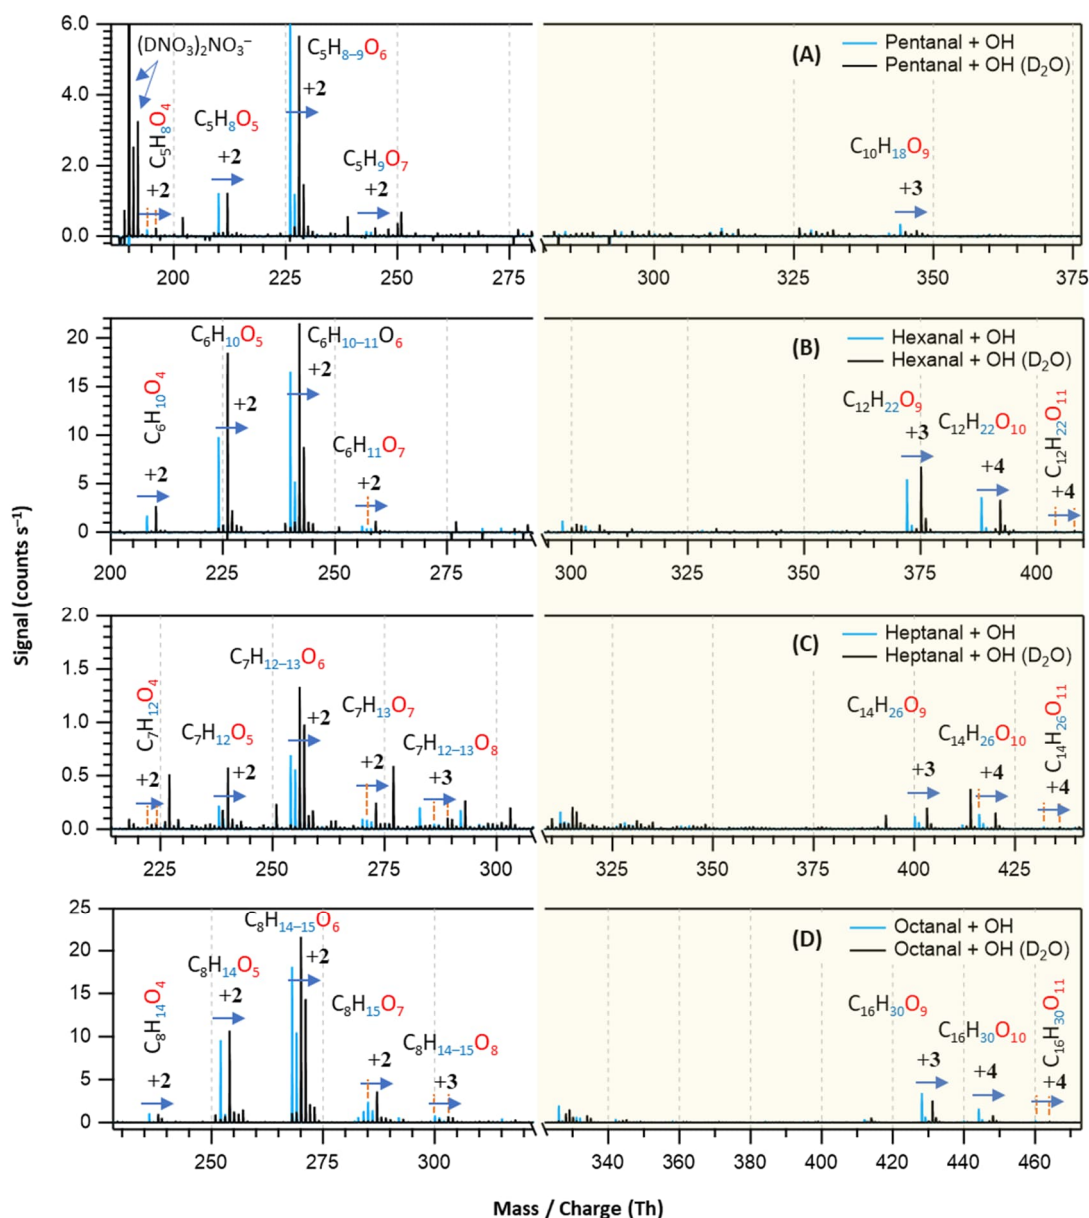 Signal (counts s⁻¹)
(A)
Pentanal + OH
Pentanal + OH (D₂O)
(DNO₃)₂NO₃⁻
C₅H₈O₄
+2
C₅H₈O₅
+2
C₅H₈₋₉O₆
+2
C₅H₉O₇
+2
C₁₀H₁₈O₉
+3
6.0
4.0
2.0
0.0
200 225 250 275 300 325 350 375
(B)
Hexanal + OH
Hexanal + OH (D₂O)
C₆H₁₀O₄
+2
C₆H₁₀O₅
+2
C₆H₁₀₋₁₁O₆
+2
C₆H₁₁O₇
+2
C₁₂H₂₂O₉
+3
C₁₂H₂₂O₁₀
+4
C₁₂H₂₂O₁₁
+4
20
15
10
5
0
200 225 250 275 300 325 350 375 400
(C)
Heptanal + OH
Heptanal + OH (D₂O)
C₇H₁₂O₄
+2
C₇H₁₂O₅
+2
C₇H₁₂₋₁₃O₆
+2
C₇H₁₃O₇
+2
C₇H₁₂₋₁₃O₈
+3
C₁₄H₂₆O₉
+3
C₁₄H₂₆O₁₀
+4
C₁₄H₂₆O₁₁
+4
2.0
1.5
1.0
0.5
0.0
225 250 275 300 325 350 375 400 425
(D)
Octanal + OH
Octanal + OH (D₂O)
C₈H₁₄O₄
+2
C₈H₁₄O₅
+2
C₈H₁₄₋₁₅O₆
+2
C₈H₁₅O₇
+2
C₈H₁₄₋₁₅O₈
+3
C₁₆H₃₀O₉
+3
C₁₆H₃₀O₁₀
+4
C₁₆H₃₀O₁₁
+4
25
20
15
10
5
0
250 275 300 340 360 380 400 420 440 460
Mass / Charge (Th)